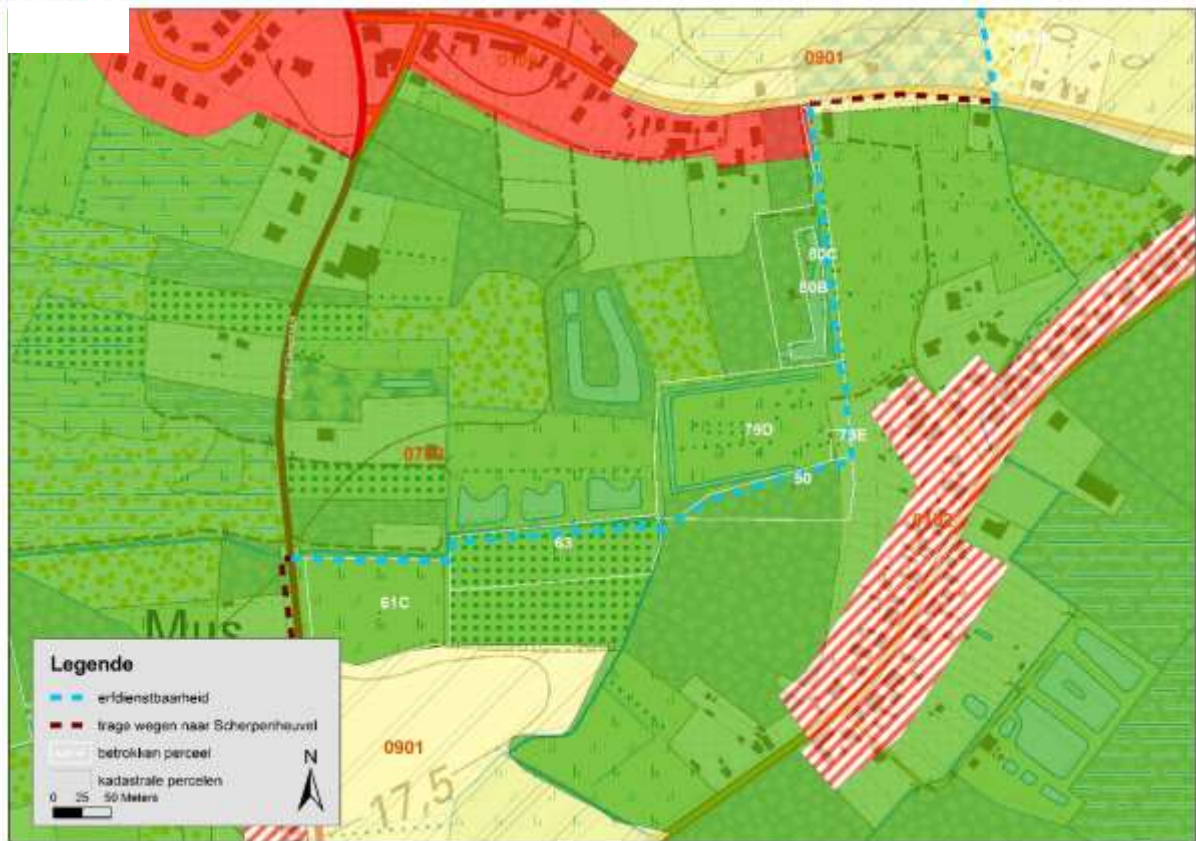 0901
80C
80B
79D
79E
50
63
61C
Mus
0901
17,5
Legende
erfdienstbaarheid
trage wegen naar Scherpenheuvel
betrokken perceel
kadastrale percelen
N
0 25 50 Meters